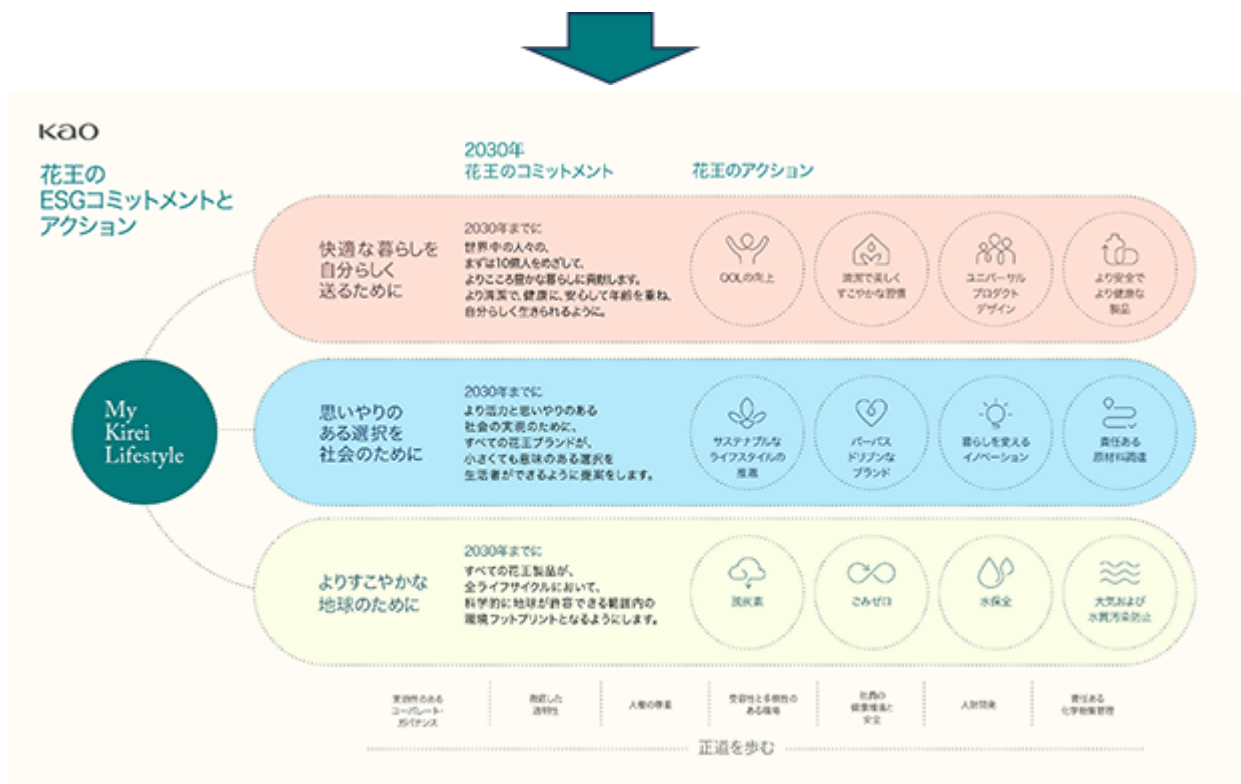 Kao
花王の
ESGコミットメントと
アクション
2030年
花王のコミットメント
花王のアクション
My
Kirei
Lifestyle
快適な暮らしを
自分らしく
送るために
2030年までに
世界中の人々の、
まずは10億人をめざして、
よりこころ豊かな暮らしに貢献します。
より清潔で、健康に、安心して年齢を重ね、
自分らしく生きられるように。
QOLの向上
清潔で美しく
すこやかな習慣
ユニバーサル
プロダクト
デザイン
より安全で
より健康な
製品
思いやりの
ある選択を
社会のために
2030年までに
より活力と思いやりのある
社会の実現のために、
すべての花王ブランドが、
小さくても意味のある選択を
生活者ができるように提案をします。
サステナブルな
ライフスタイルの
推進
パーパス
ドリブンな
ブランド
暮らしを変える
イノベーション
責任ある
原材料調達
よりすこやかな
地球のために
2030年までに
すべての花王製品が、
全ライフサイクルにおいて、
科学的に地球が許容できる範囲内の
環境フットプリントとなるようにします。
脱炭素
ごみゼロ
水保全
大気および
水質汚染防止
実効性のある
コーポレート・
ガバナンス
徹底した
透明性
人権の尊重
受容性と多様性の
ある職場
社員の
健康増進と
安全
人財開発
責任ある
化学物質管理
正道を歩む